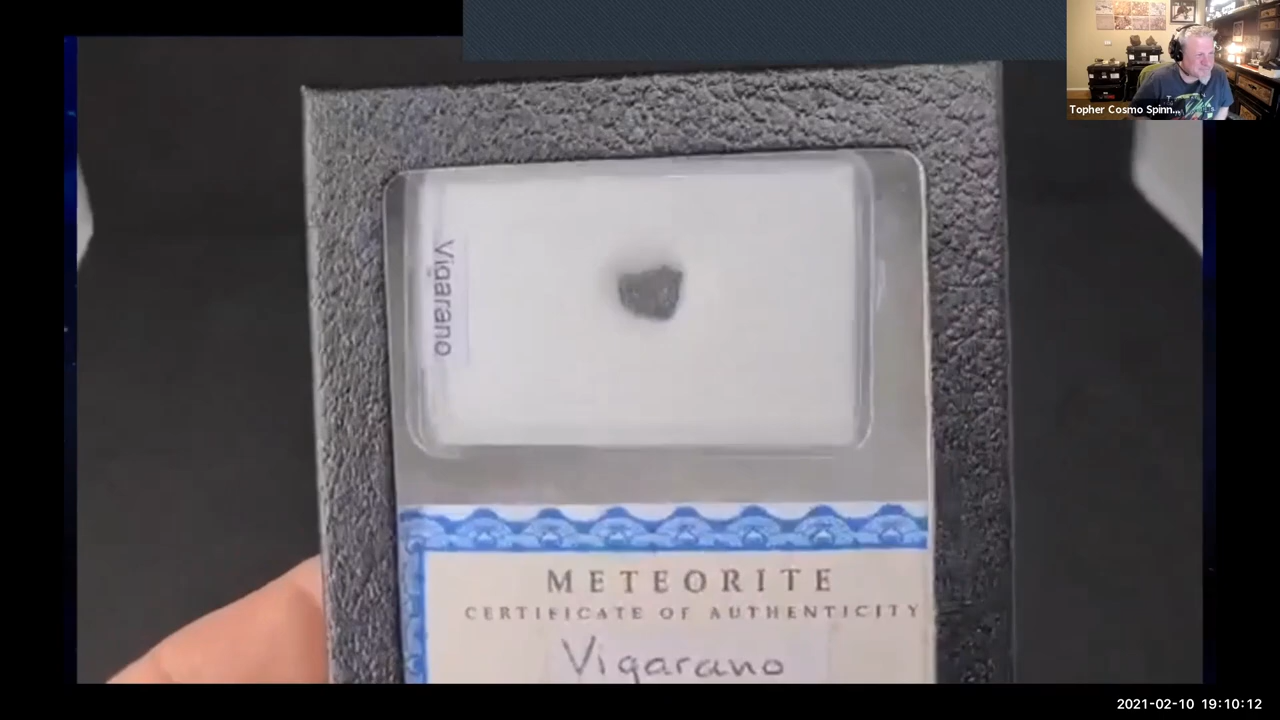 Topher Cosmo Spinn...
Vigarano
METEORITE
CERTIFICATE OF AUTHENTICITY
Vigarano
2021-02-10 19:10:12